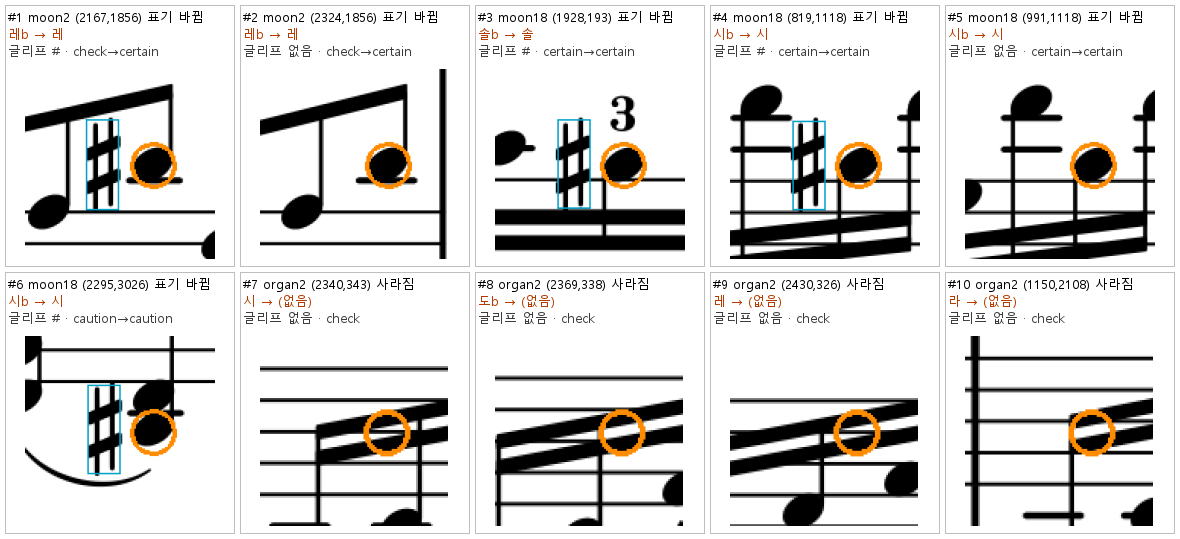 #1 moon2 (2167,1856) 표기 바뀜
레b → 레
글리프 # · check→certain
#2 moon2 (2324,1856) 표기 바뀜
레b → 레
글리프 없음 · check→certain
#3 moon18 (1928,193) 표기 바뀜
솔b → 솔
글리프 # · certain→certain
3
#4 moon18 (819,1118) 표기 바뀜
시b → 시
글리프 # · certain→certain
#5 moon18 (991,1118) 표기 바뀜
시b → 시
글리프 없음 · certain→certain
#6 moon18 (2295,3026) 표기 바뀜
시b → 시
글리프 # · caution→caution
#7 organ2 (2340,343) 사라짐
시 → (없음)
글리프 없음 · check
#8 organ2 (2369,338) 사라짐
도b → (없음)
글리프 없음 · check
#9 organ2 (2430,326) 사라짐
레 → (없음)
글리프 없음 · check
#10 organ2 (1150,2108) 사라짐
라 → (없음)
글리프 없음 · check